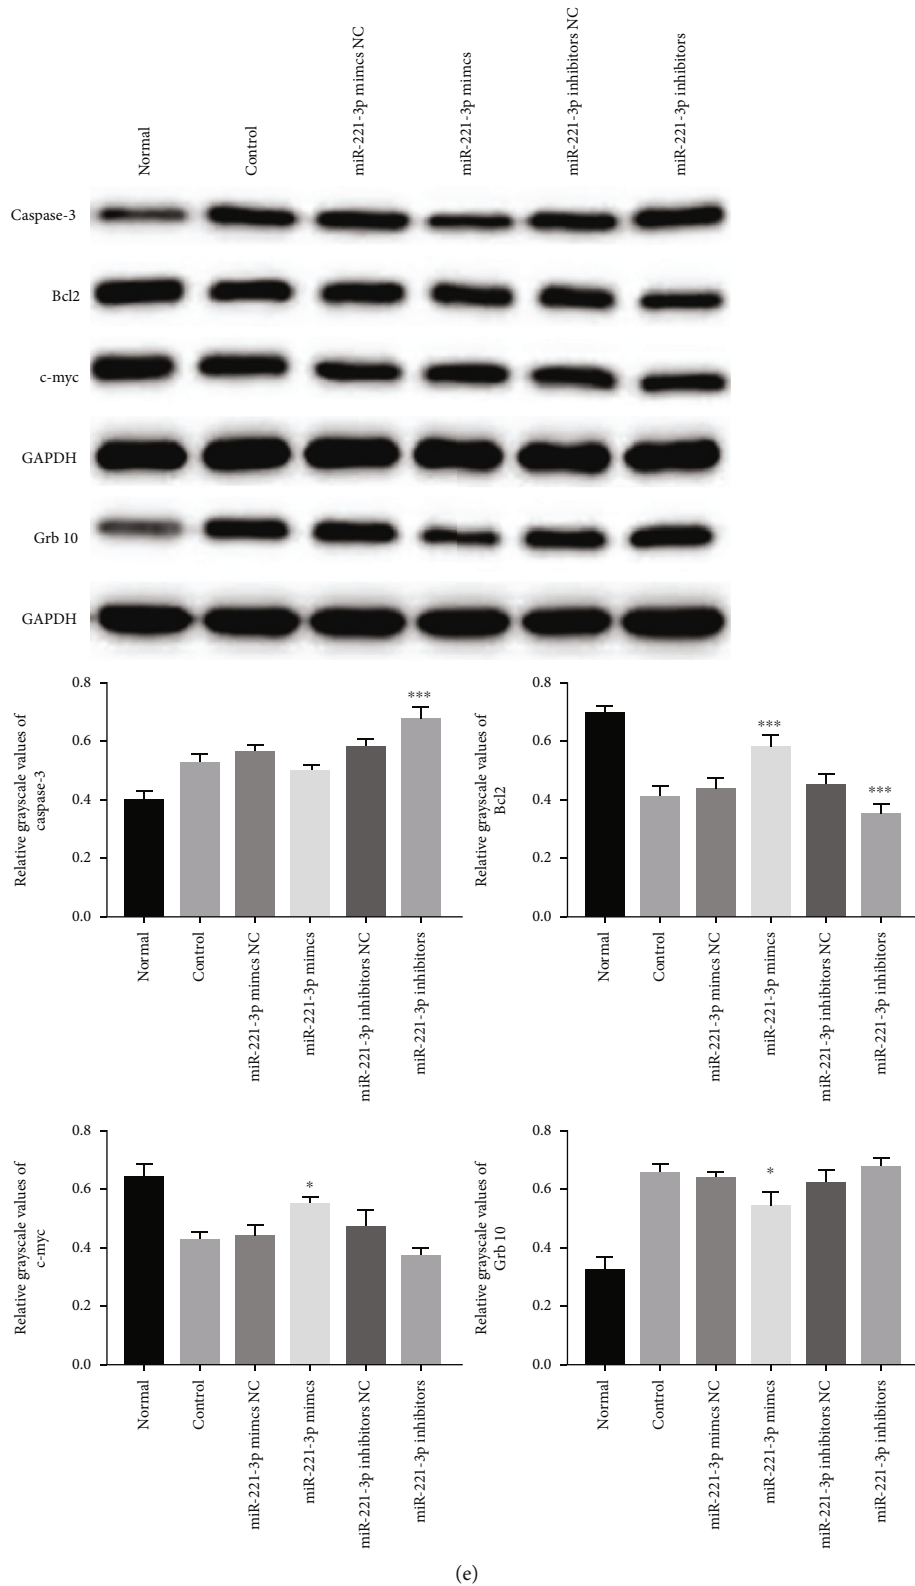 Normal
Control
miR-221-3p mimcs NC
miR-221-3p mimcs
miR-221-3p inhibitors NC
miR-221-3p inhibitors
Caspase-3
Bcl2
c-myc
GAPDH
Grb 10
GAPDH
Relative grayscale values of
caspase-3
0.8
0.6
0.4
0.2
0.0
***
Normal
Control
miR-221-3p mimcs NC
miR-221-3p mimcs
miR-221-3p inhibitors NC
miR-221-3p inhibitors
Relative grayscale values of
Bcl2
0.8
0.6
0.4
0.2
0.0
***
***
Normal
Control
miR-221-3p mimcs NC
miR-221-3p mimcs
miR-221-3p inhibitors NC
miR-221-3p inhibitors
Relative grayscale values of
c-myc
0.8
0.6
0.4
0.2
0.0
*
Normal
Control
miR-221-3p mimcs NC
miR-221-3p mimcs
miR-221-3p inhibitors NC
miR-221-3p inhibitors
Relative grayscale values of
Grb 10
0.8
0.6
0.4
0.2
0.0
*
Normal
Control
miR-221-3p mimcs NC
miR-221-3p mimcs
miR-221-3p inhibitors NC
miR-221-3p inhibitors
(e)